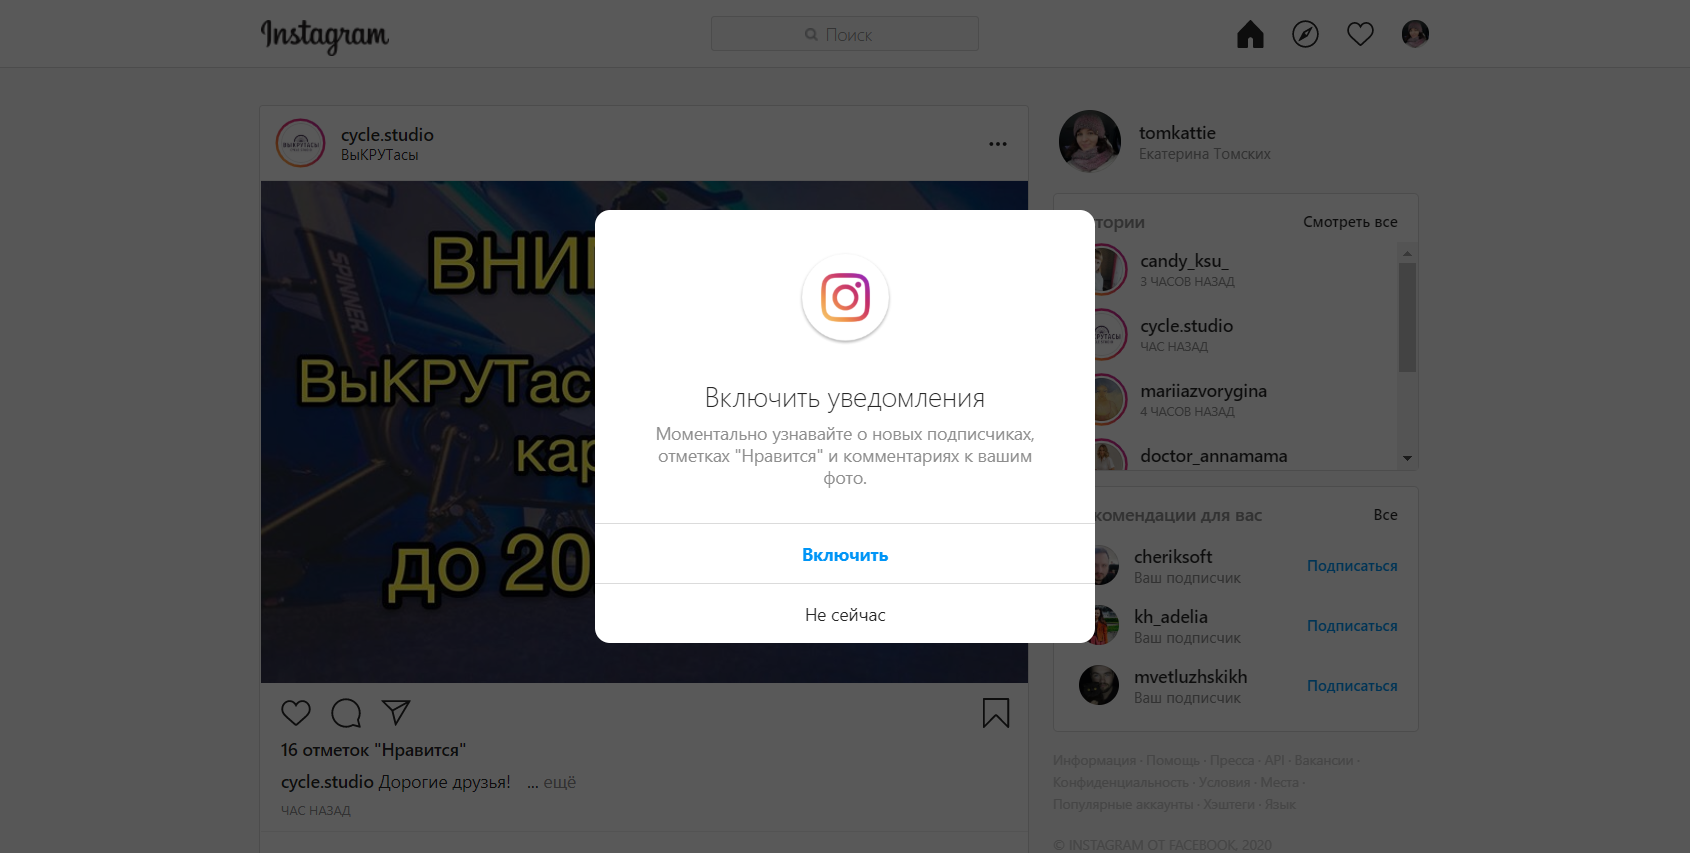 Instagram
Поиск
cycle.studio
ВыКРУТасы
SPINNER.NXT
SPINNER
ВыКРУТас
до 20
16 отметок "Нравится"
cycle.studio Дорогие друзья! ... ещё
ЧАС НАЗАД
Включить уведомления
Моментально узнавайте о новых подписчиках,
отметках "Нравится" и комментариях к вашим
фото.
Включить
Не сейчас
tomkattie
Екатерина Томских
тории Смотреть все
candy_ksu_
3 ЧАСОВ НАЗАД
cycle.studio
ЧАС НАЗАД
mariiazvorygina
4 ЧАСОВ НАЗАД
doctor_annamama
комендации для вас Все
cheriksoft
Ваш подписчик
Подписаться
kh_adelia
Ваш подписчик
Подписаться
mvetluzhskikh
Ваш подписчик
Подписаться
Информация · Помощь · Пресса · API · Вакансии ·
Конфиденциальность · Условия · Места ·
Популярные аккаунты · Хэштеги · Язык
© INSTAGRAM ОТ FACEBOOK, 2020